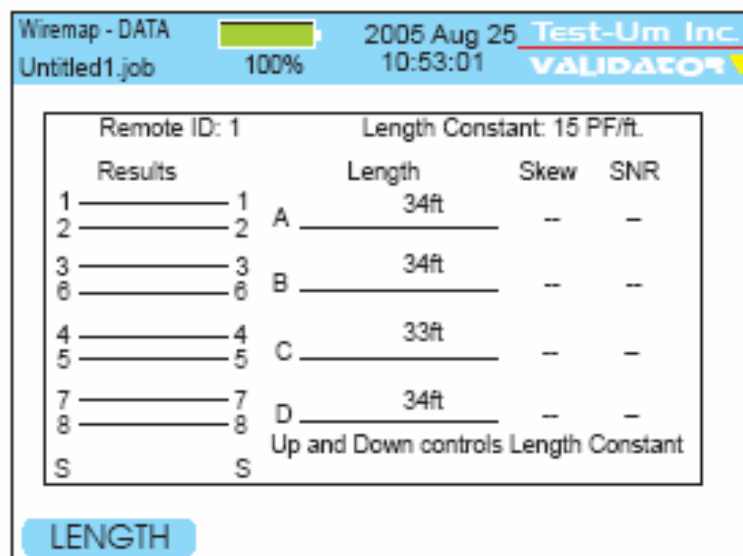 Wiremap - DATA 2005 Aug 25 Test-Um Inc.
Untitled1.job 100% 10:53:01 VALIDATOR
Remote ID: 1 Length Constant: 15 PF/ft.
Results Length Skew SNR
1 1 34ft
2 2 A -- –
3 3 34ft
6 6 B -- --
4 4 33ft
5 5 C -- –
7 7 34ft
8 8 D -- –
Up and Down controls Length Constant
S S
LENGTH